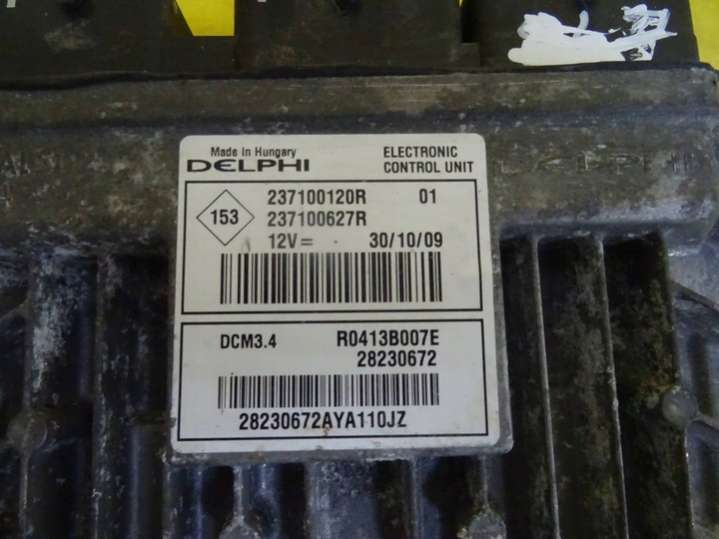 Made in Hungary
DELPHI
ELECTRONIC
CONTROL UNIT
153
237100120R 01
237100627R
12V= - 30/10/09
DCM3.4 R0413B007E
28230672
28230672AYA110JZ